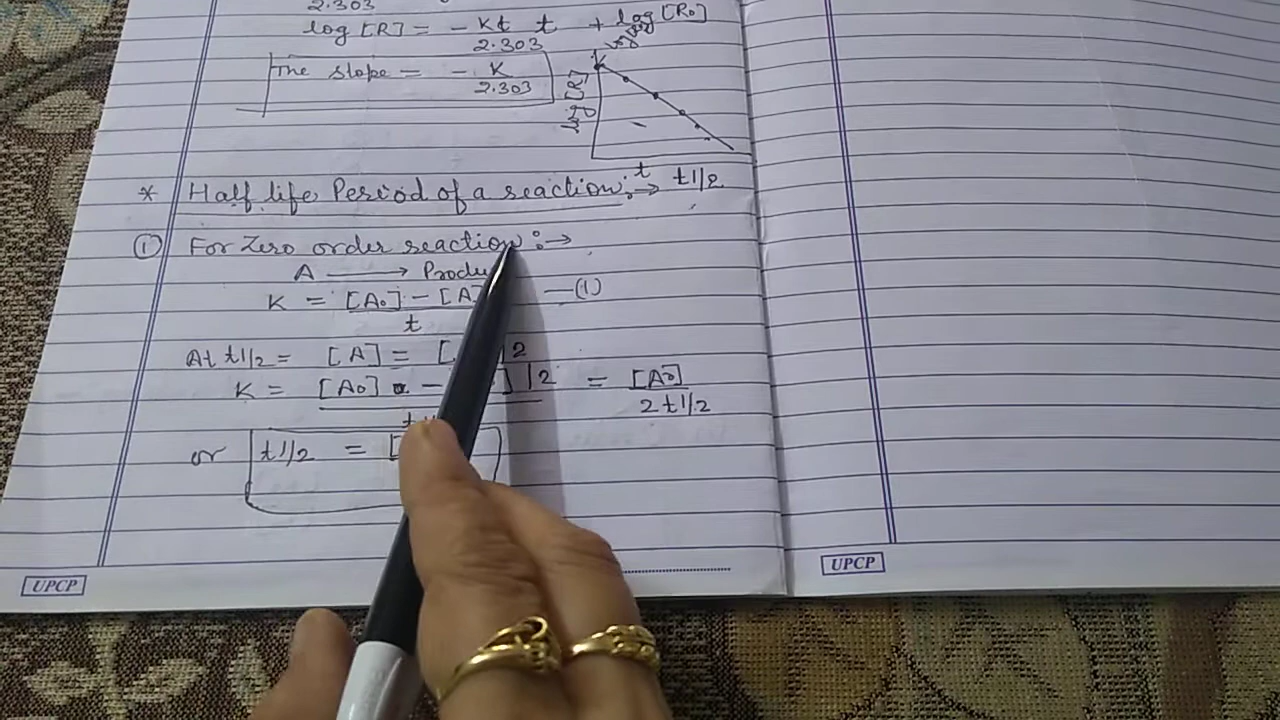 2.303
log [R] = - Kt t + log [R₀]
2.303
The slope = - K
2.303
t
* Half life Period of a reaction :→ t1/2
① For Zero order reaction :→
A ⟶ Produ
K = [A₀] - [A] —(1)
t
At t1/2 = [A] = [ 2
K = [A₀] - ] / 2 = [A₀]
2 t1/2
or t1/2 = [
UPCP
UPCP